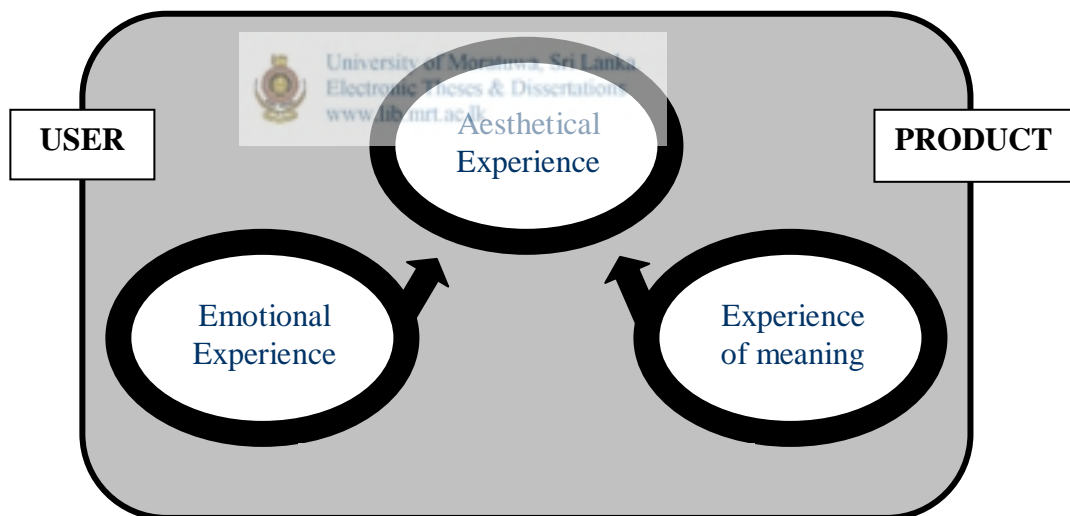 University of Moratuwa, Sri Lanka
Electronic Theses & Dissertations
www.lib.mrt.ac.lk
USER
PRODUCT
Aesthetical
Experience
Emotional
Experience
Experience
of meaning